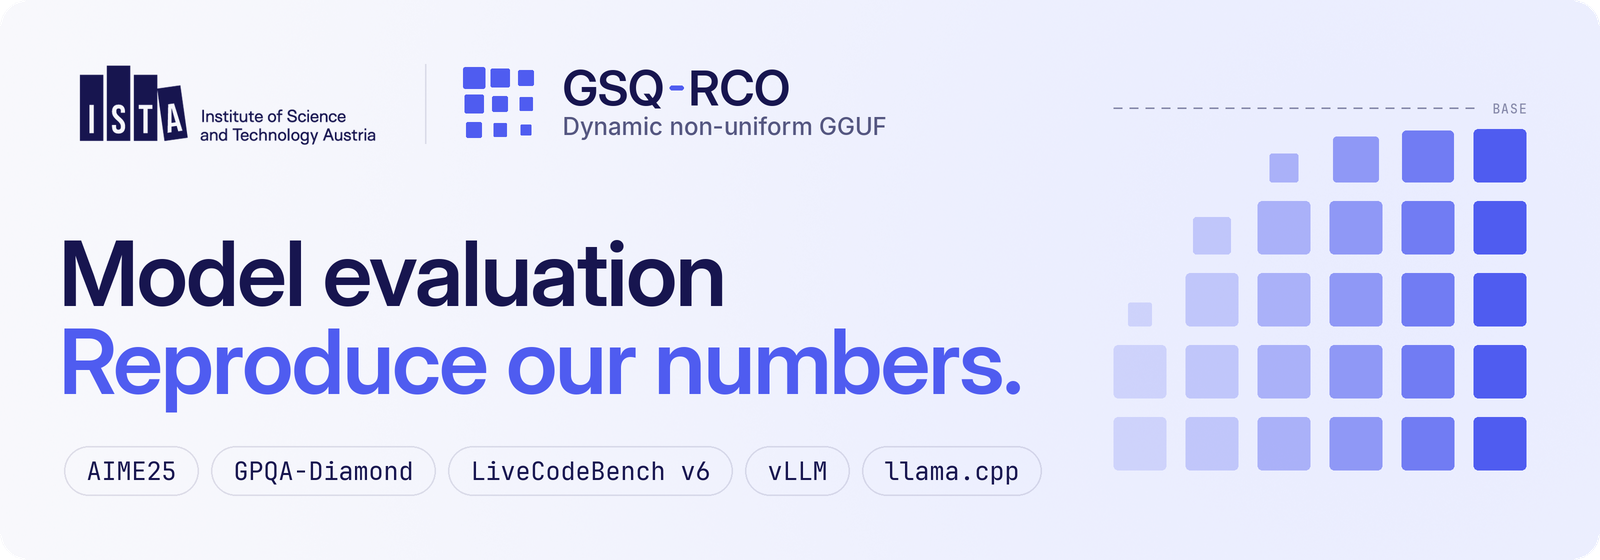 ISTA
Institute of Science
and Technology Austria
GSQ-RCO
Dynamic non-uniform GGUF
BASE
Model evaluation
Reproduce our numbers.
AIME25
GPQA-Diamond
LiveCodeBench v6
vLLM
llama.cpp